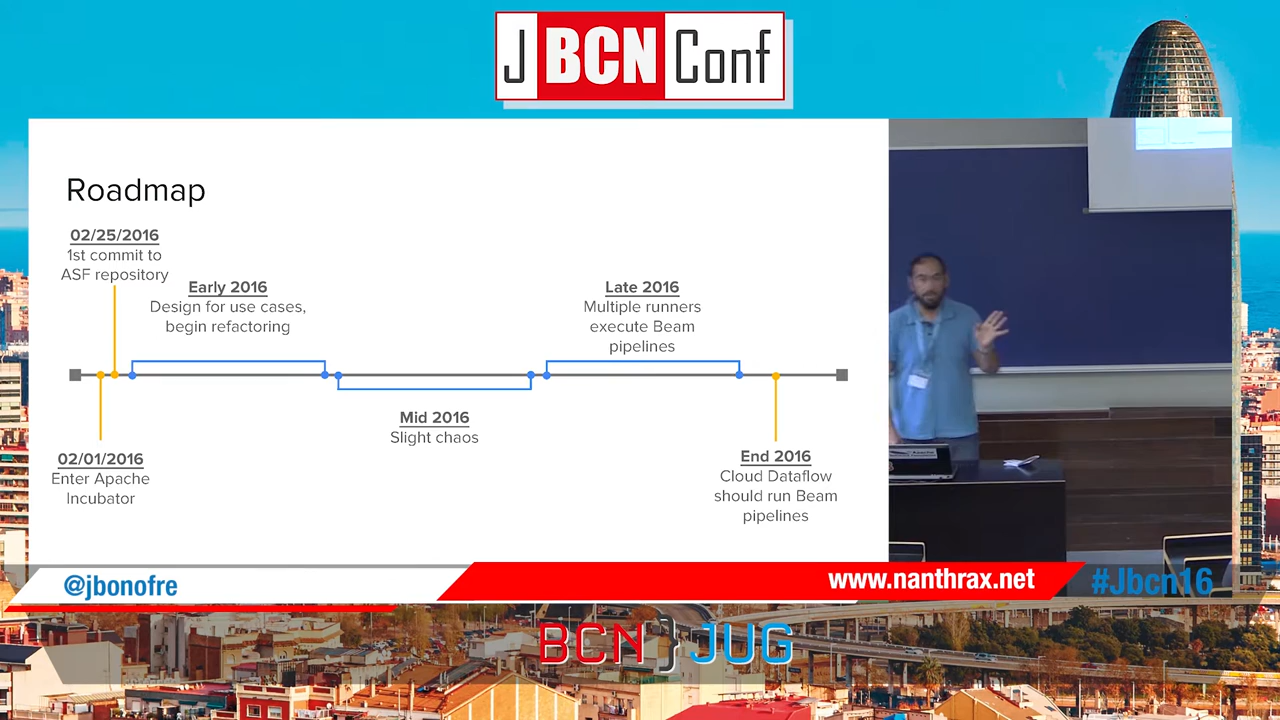 J BCN Conf
Roadmap
02/25/2016
1st commit to
ASF repository
Early 2016
Design for use cases,
begin refactoring
Late 2016
Multiple runners
execute Beam
pipelines
Mid 2016
Slight chaos
02/01/2016
Enter Apache
Incubator
End 2016
Cloud Dataflow
should run Beam
pipelines
@jbonofre
www.nanthrax.net
#Jbcn16
BCN}JUG